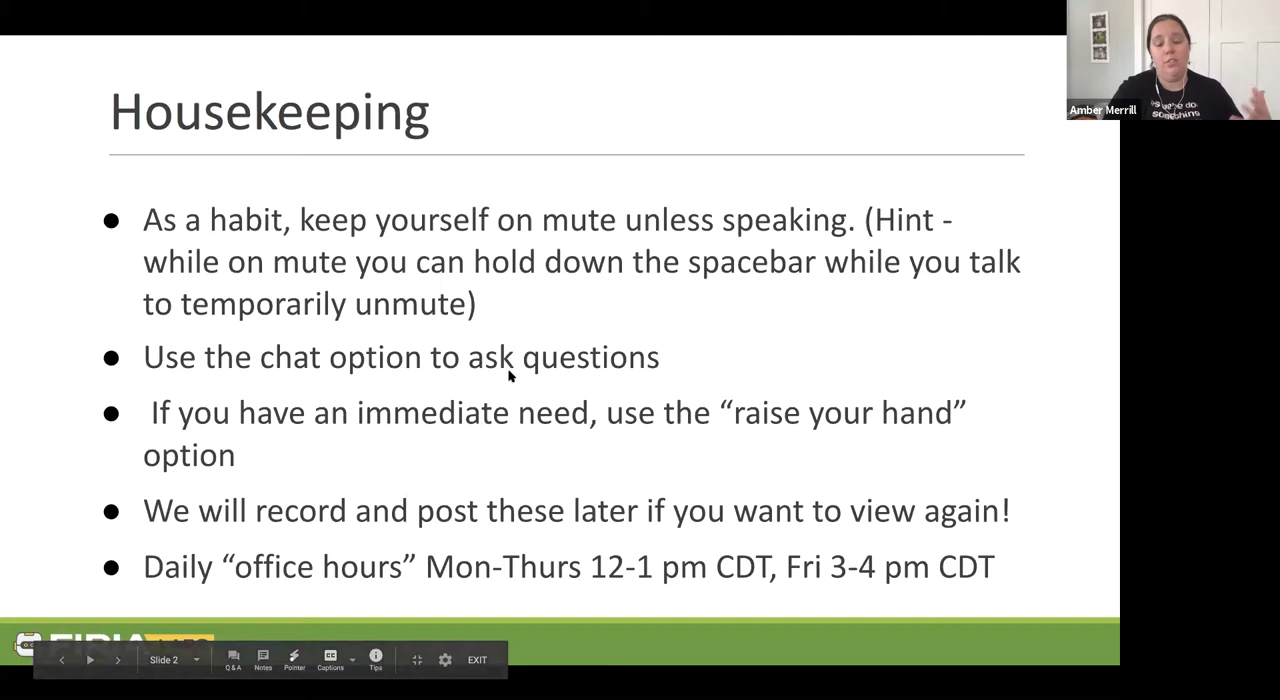 Housekeeping
● As a habit, keep yourself on mute unless speaking. (Hint -
while on mute you can hold down the spacebar while you talk
to temporarily unmute)
● Use the chat option to ask questions
● If you have an immediate need, use the “raise your hand”
option
● We will record and post these later if you want to view again!
● Daily “office hours” Mon-Thurs 12-1 pm CDT, Fri 3-4 pm CDT
Amber Merrill
do
something
FIRIA LABS
Slide 2
Q & A
Notes
Pointer
Captions
Tips
EXIT